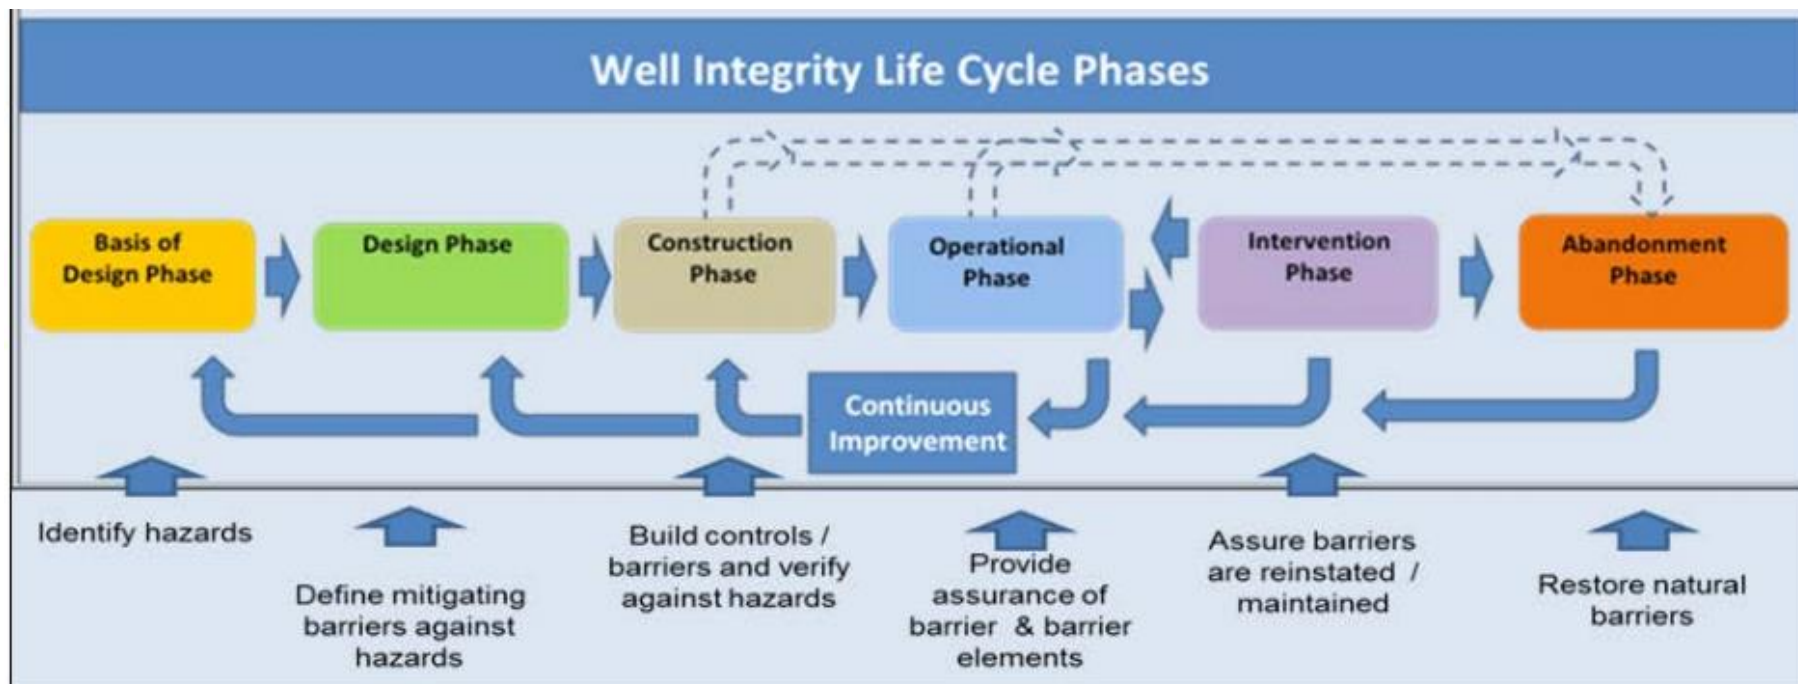 Well Integrity Life Cycle Phases
Basis of
Design Phase
Design Phase
Construction
Phase
Operational
Phase
Intervention
Phase
Abandonment
Phase
Continuous
Improvement
Identify hazards
Define mitigating
barriers against
hazards
Build controls /
barriers and verify
against hazards
Provide
assurance of
barrier & barrier
elements
Assure barriers
are reinstated /
maintained
Restore natural
barriers